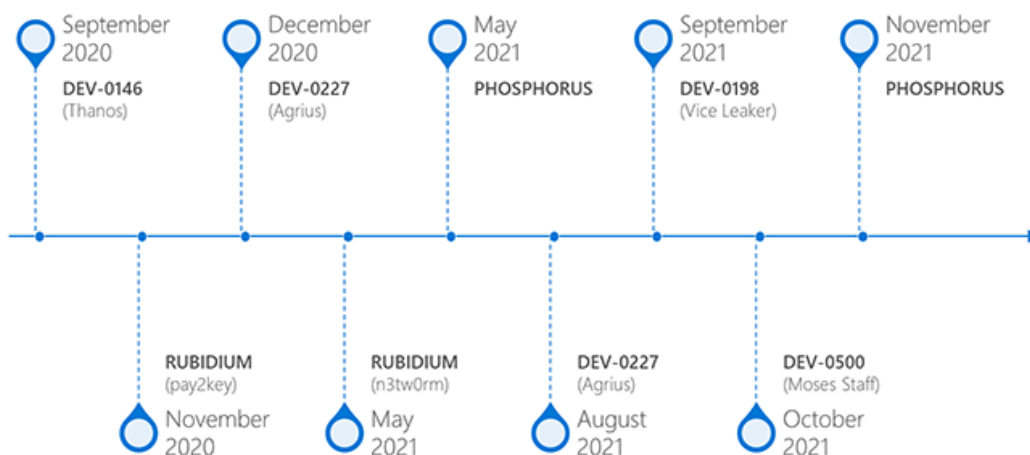 September
2020
DEV-0146
(Thanos)
December
2020
DEV-0227
(Agrius)
May
2021
PHOSPHORUS
September
2021
DEV-0198
(Vice Leaker)
November
2021
PHOSPHORUS
RUBIDIUM
(pay2key)
November
2020
RUBIDIUM
(n3tw0rm)
May
2021
DEV-0227
(Agrius)
August
2021
DEV-0500
(Moses Staff)
October
2021